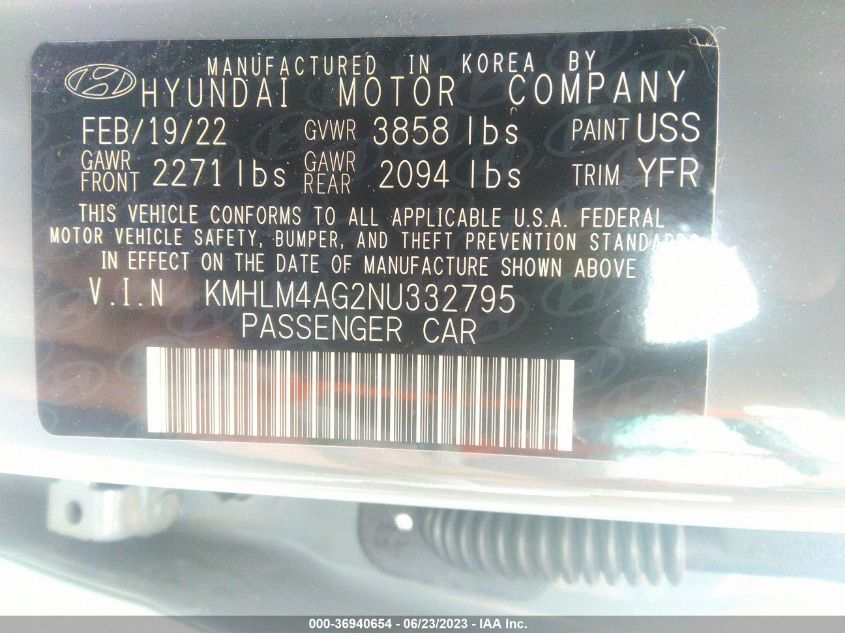 MANUFACTURED IN KOREA BY
HYUNDAI MOTOR COMPANY
FEB/19/22 GVWR 3858 lbs PAINT USS
GAWR FRONT 2271 lbs GAWR REAR 2094 lbs TRIM YFR
THIS VEHICLE CONFORMS TO ALL APPLICABLE U.S.A. FEDERAL
MOTOR VEHICLE SAFETY, BUMPER, AND THEFT PREVENTION STANDARDS
IN EFFECT ON THE DATE OF MANUFACTURE SHOWN ABOVE
V.I.N KMHLM4AG2NU332795
PASSENGER CAR
000-36940654 / 06/23/2023 - IAA Inc.